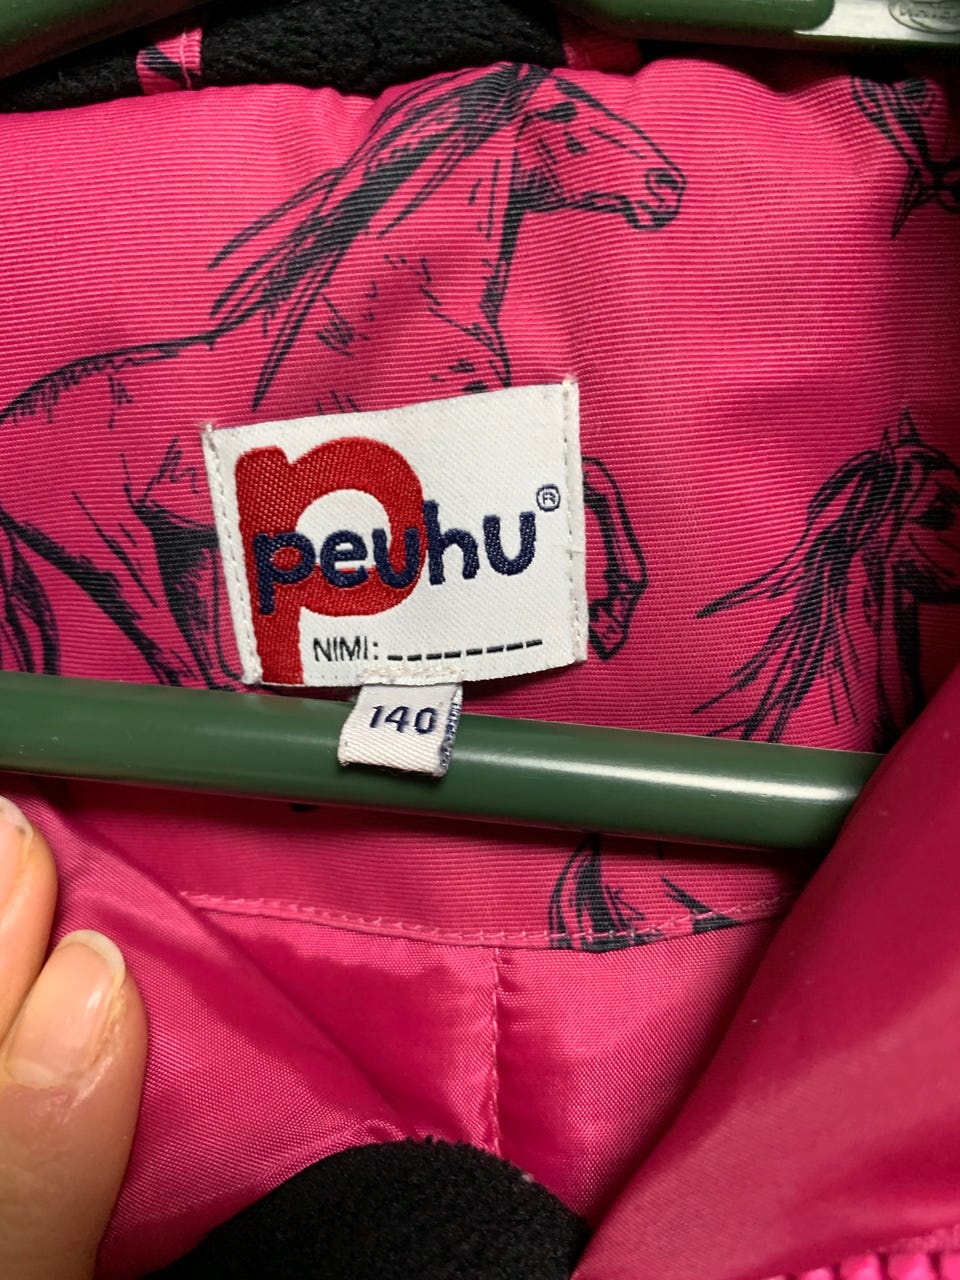 peuhu®
NIMI: _ _ _ _ _ _ _ _
140